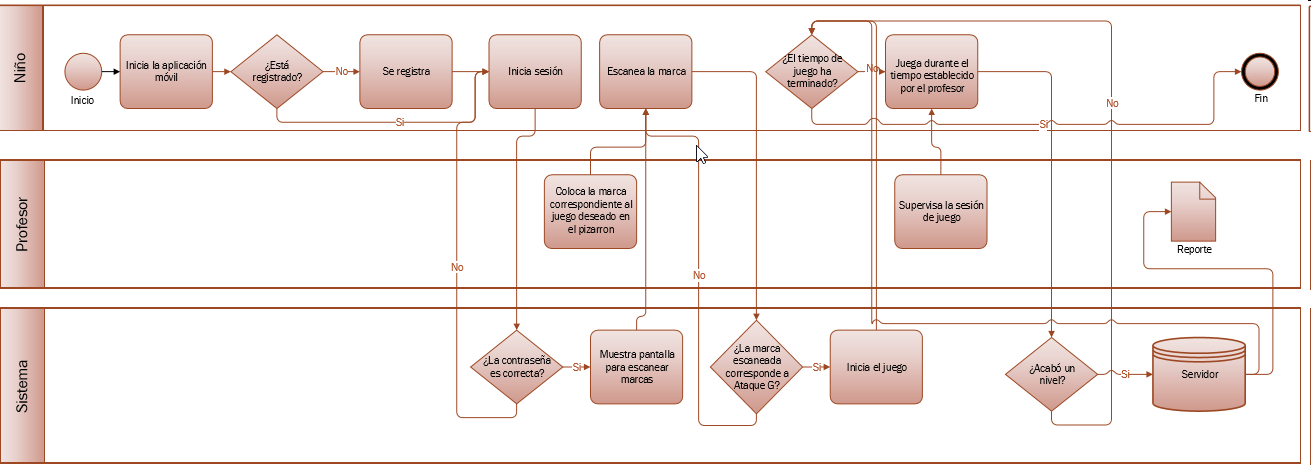 Niño
Inicio
Inicia la aplicación
móvil
¿Está
registrado?
No
Si
Se registra
Inicia sesión
Escanea la marca
¿El tiempo de
juego ha
terminado?
No
Juega durante el
tiempo establecido
por el profesor
Si
No
Fin
Profesor
Coloca la marca
correspondiente al
juego deseado en
el pizarron
Supervisa la sesión
de juego
Reporte
No
No
Sistema
¿La contraseña
es correcta?
Si
Muestra pantalla
para escanear
marcas
¿La marca
escaneada
corresponde a
Ataque G?
Si
Inicia el juego
¿Acabó un
nivel?
Si
Servidor